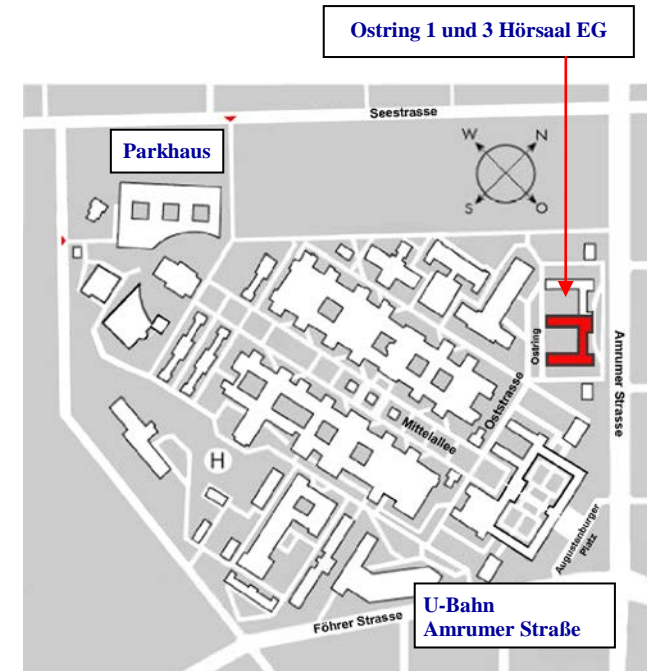 Ostring 1 und 3 Hörsaal EG
Seestrasse
Parkhaus
W
N
S
O
Ostring
Amrumer Strasse
Oststrasse
Mittelallee
H
Augustenburger
Platz
U-Bahn
Amrumer Straße
Föhrer Strasse